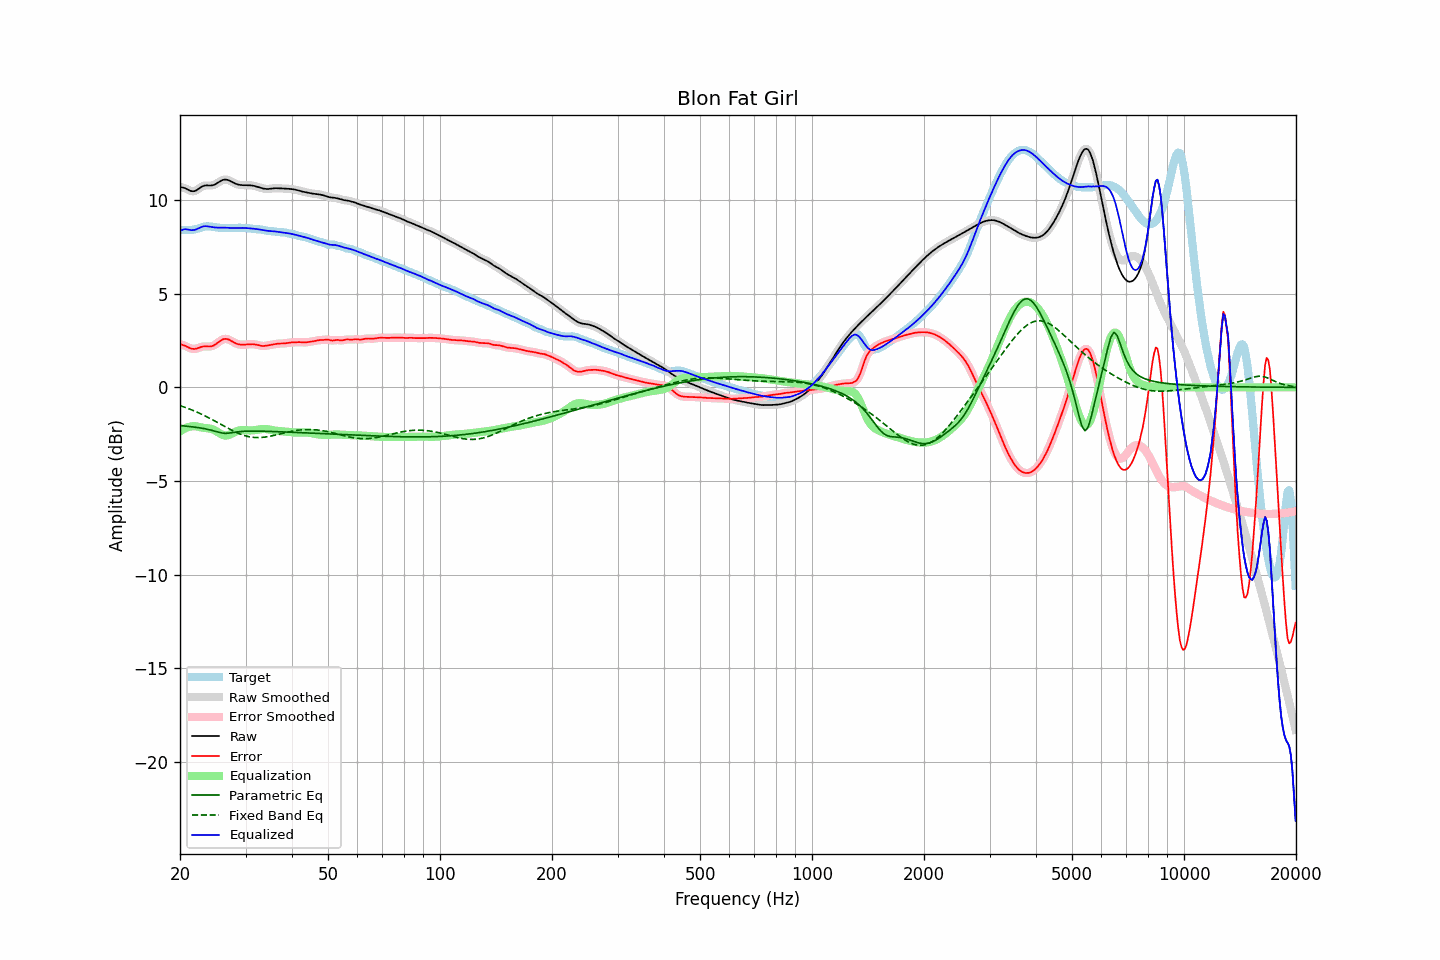 Blon Fat Girl
Amplitude (dBr)
10
5
0
−5
−10
−15
−20
Target
Raw Smoothed
Error Smoothed
Raw
Error
Equalization
Parametric Eq
Fixed Band Eq
Equalized
20 50 100 200 500 1000 2000 5000 10000 20000
Frequency (Hz)